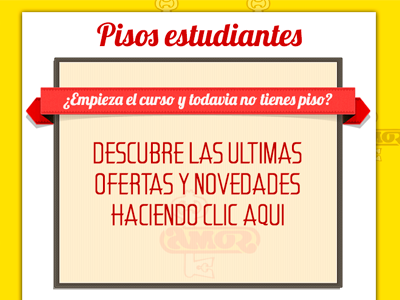 Pisos estudiantes
¿Empieza el curso y todavia no tienes piso?
DESCUBRE LAS ULTIMAS
OFERTAS Y NOVEDADES
HACIENDO CLIC AQUI